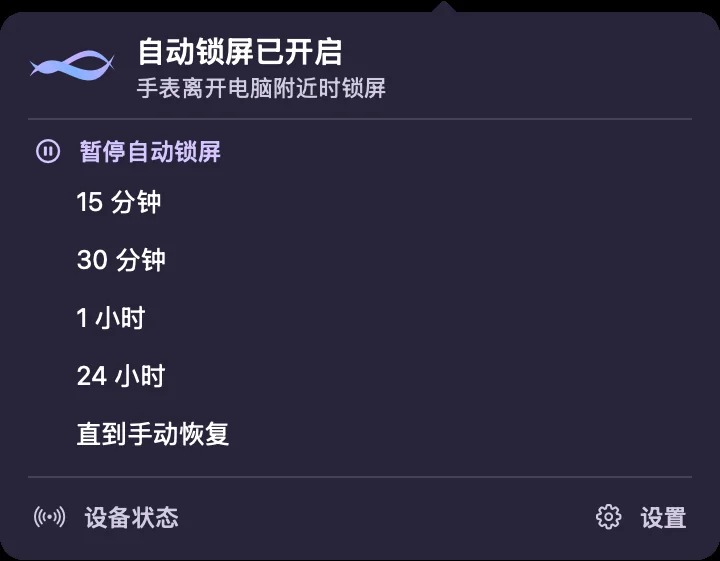 自动锁屏已开启
手表离开电脑附近时锁屏
暂停自动锁屏
15 分钟
30 分钟
1 小时
24 小时
直到手动恢复
设备状态
设置